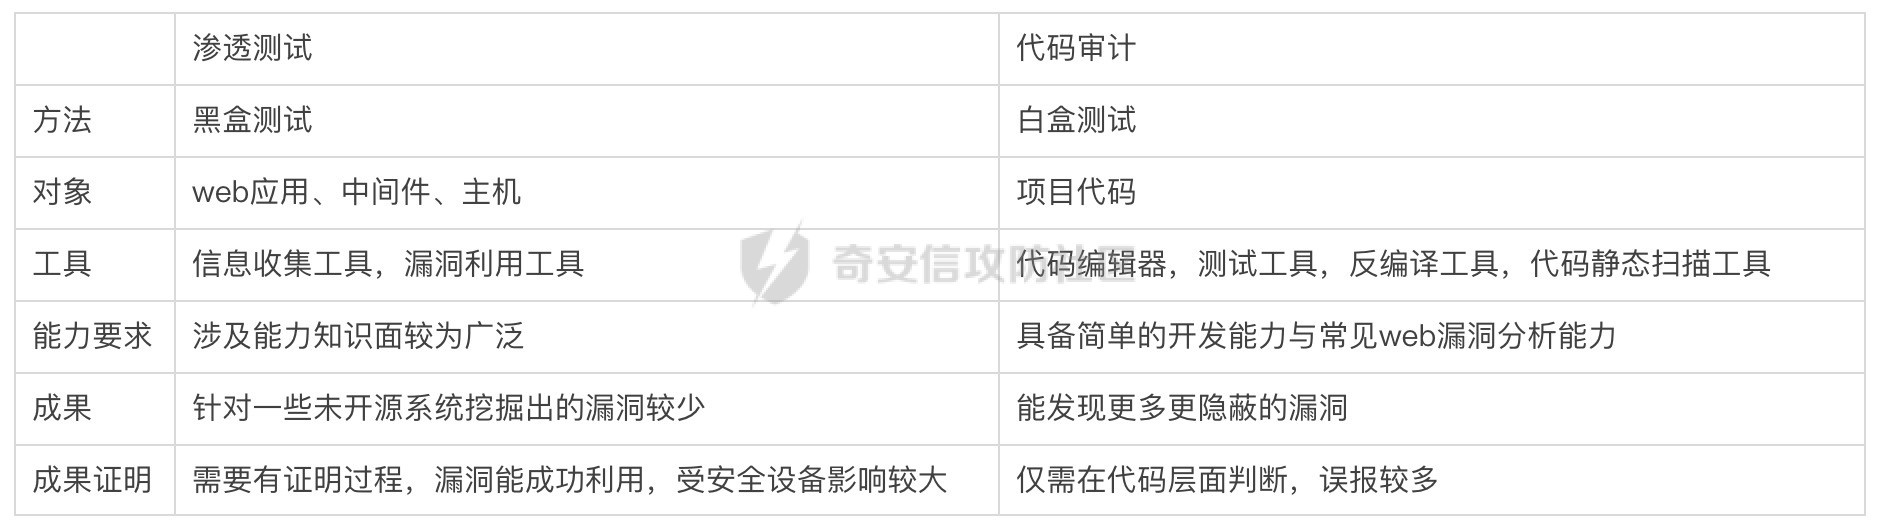 渗透测试 代码审计
方法 黑盒测试 白盒测试
对象 web应用、中间件、主机 项目代码
工具 信息收集工具，漏洞利用工具 代码编辑器，测试工具，反编译工具，代码静态扫描工具
奇安信攻防社区
能力要求 涉及能力知识面较为广泛 具备简单的开发能力与常见web漏洞分析能力
成果 针对一些未开源系统挖掘出的漏洞较少 能发现更多更隐蔽的漏洞
成果证明 需要有证明过程，漏洞能成功利用，受安全设备影响较大 仅需在代码层面判断，误报较多